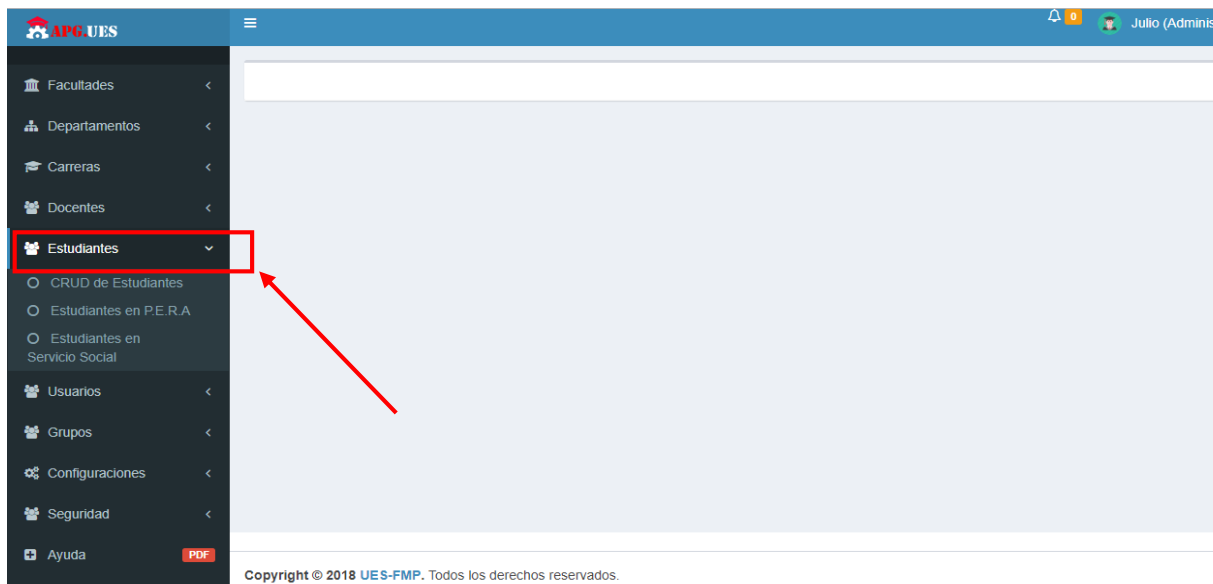 APG.UES
0
Julio (Adminis
Facultades
Departamentos
Carreras
Docentes
Estudiantes
CRUD de Estudiantes
Estudiantes en P.E.R.A
Estudiantes en
Servicio Social
Usuarios
Grupos
Configuraciones
Seguridad
Ayuda PDF
Copyright © 2018 UES-FMP. Todos los derechos reservados.